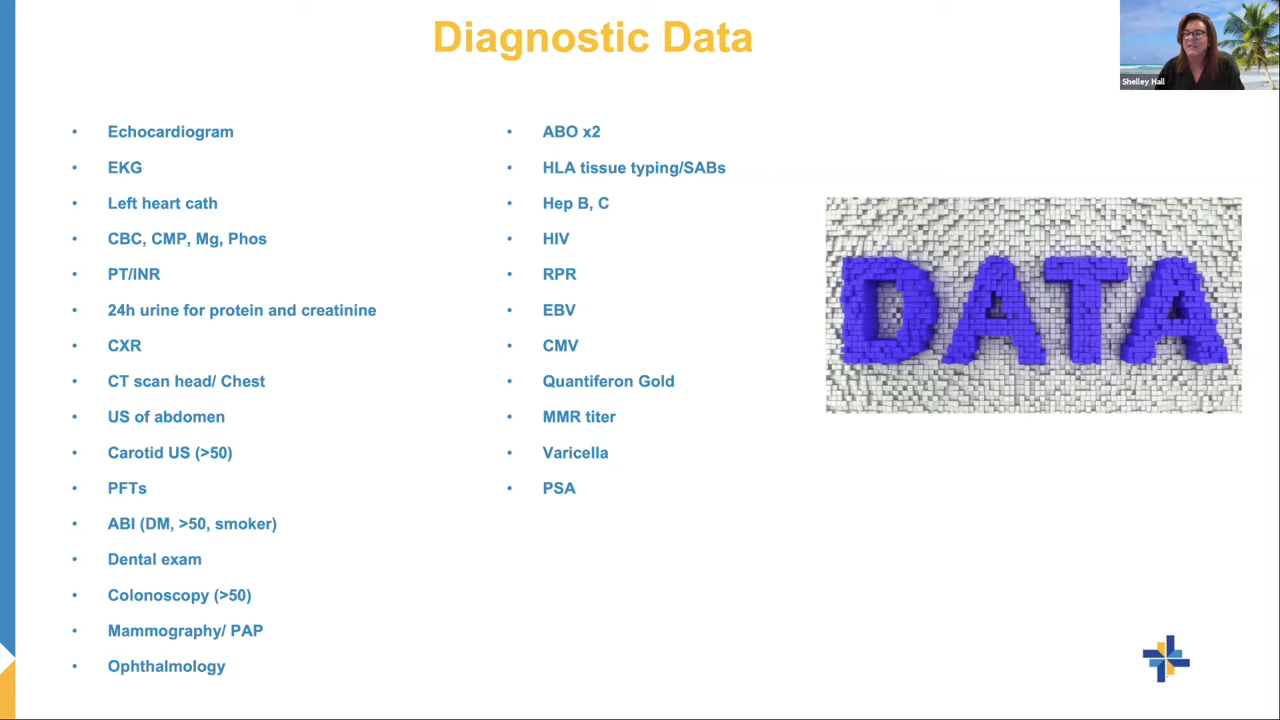 Diagnostic Data
Shelley Hall
• Echocardiogram
• EKG
• Left heart cath
• CBC, CMP, Mg, Phos
• PT/INR
• 24h urine for protein and creatinine
• CXR
• CT scan head/ Chest
• US of abdomen
• Carotid US (>50)
• PFTs
• ABI (DM, >50, smoker)
• Dental exam
• Colonoscopy (>50)
• Mammography/ PAP
• Ophthalmology
• ABO x2
• HLA tissue typing/SABs
• Hep B, C
• HIV
• RPR
• EBV
• CMV
• Quantiferon Gold
• MMR titer
• Varicella
• PSA
DATA